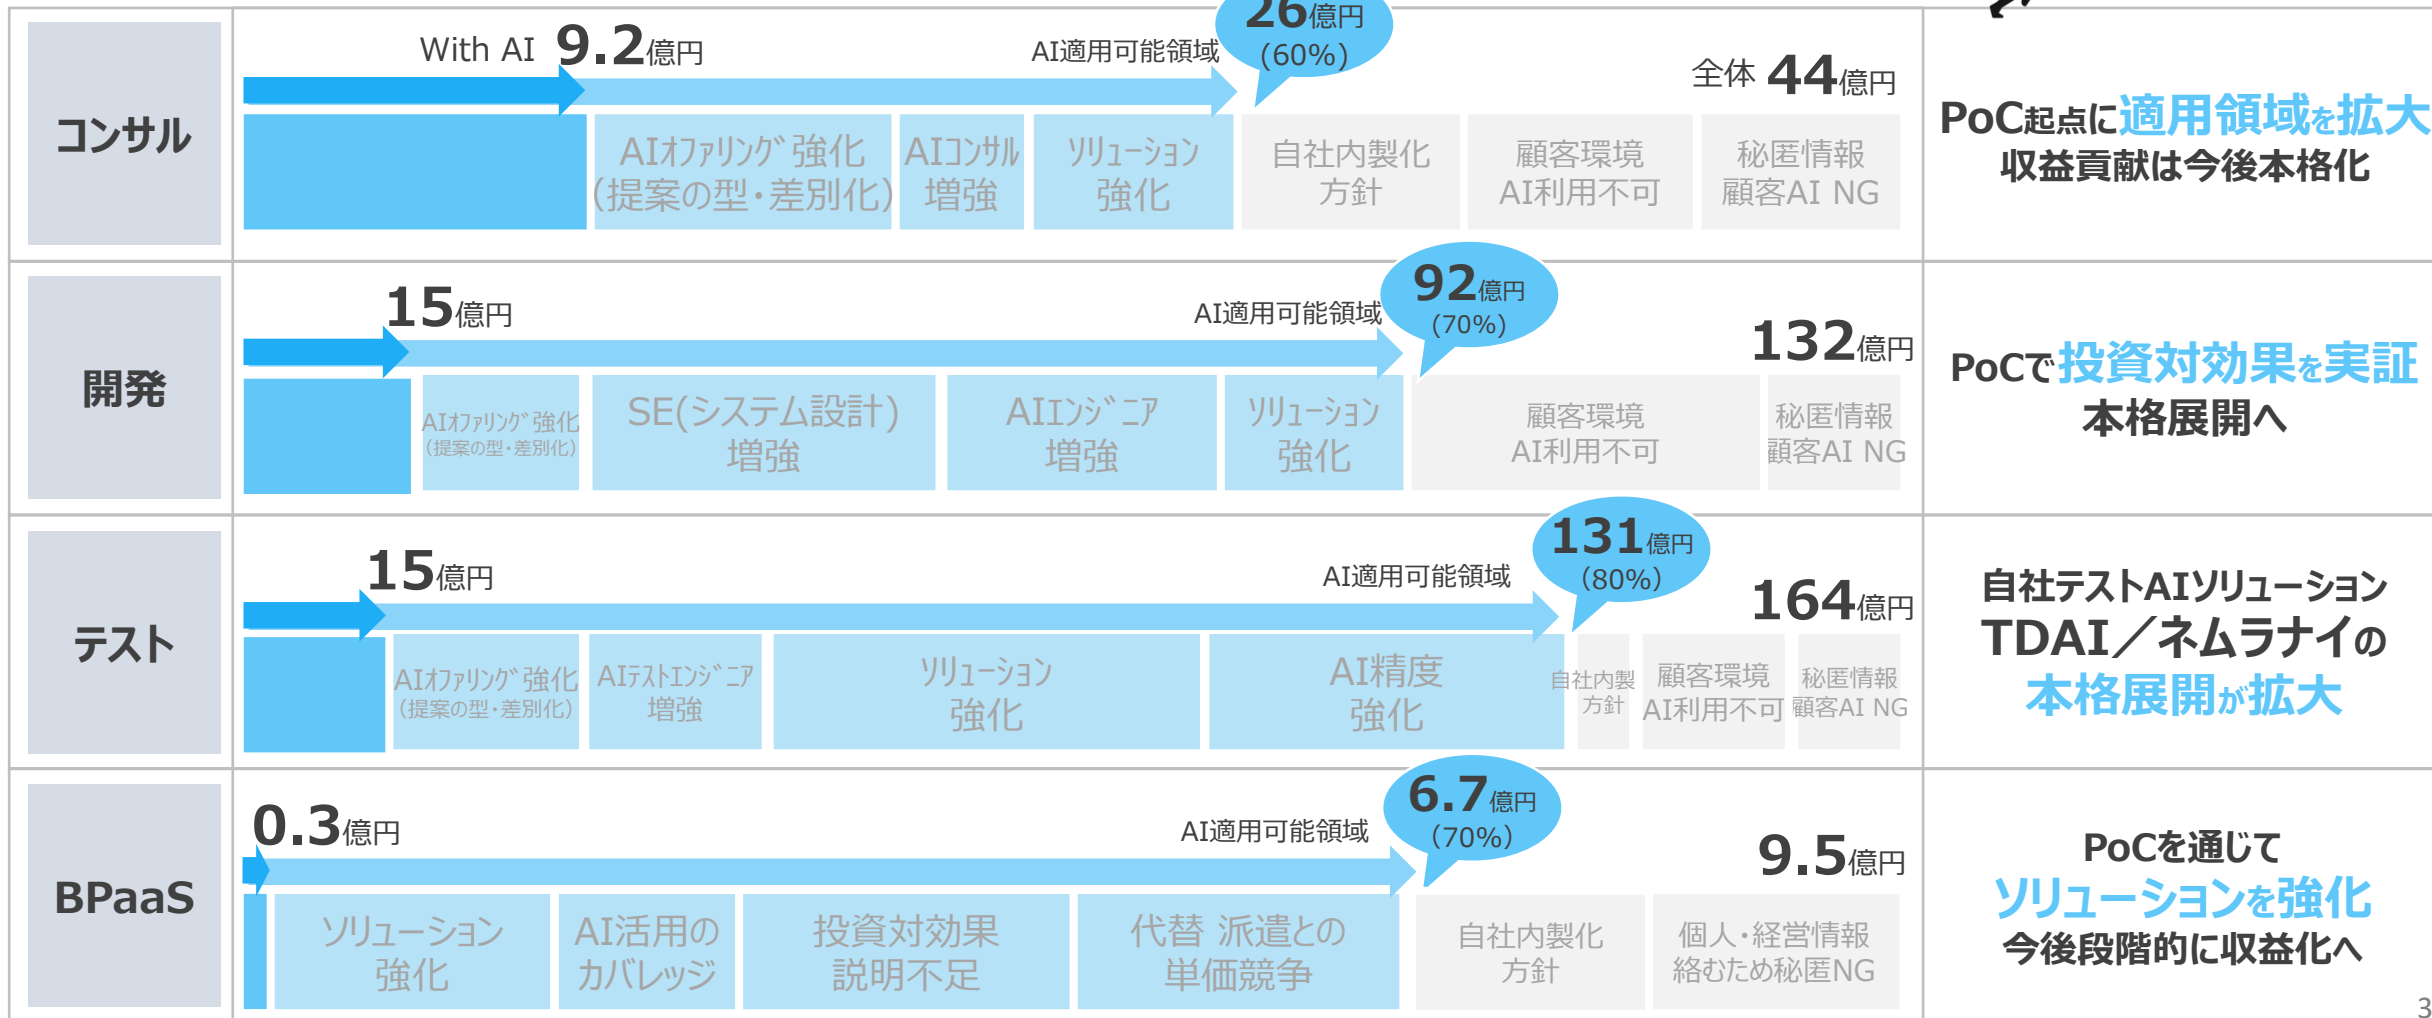 コンサル
With AI 9.2億円
AI適用可能領域
26億円
(60%)
全体 44億円
AIオファリング強化
(提案の型・差別化)
AIコンサル
増強
ソリューション
強化
自社内製化
方針
顧客環境
AI利用不可
秘匿情報
顧客AI NG
PoC起点に適用領域を拡大
収益貢献は今後本格化
開発
15億円
AI適用可能領域
92億円
(70%)
132億円
AIオファリング強化
(提案の型・差別化)
SE(システム設計)
増強
AIエンジニア
増強
ソリューション
強化
顧客環境
AI利用不可
秘匿情報
顧客AI NG
PoCで投資対効果を実証
本格展開へ
テスト
15億円
AI適用可能領域
131億円
(80%)
164億円
AIオファリング強化
(提案の型・差別化)
AIテストエンジニア
増強
ソリューション
強化
AI精度
強化
自社内製
方針
顧客環境
AI利用不可
秘匿情報
顧客AI NG
自社テストAIソリューション
TDAI／ネムラナイの
本格展開が拡大
BPaaS
0.3億円
AI適用可能領域
6.7億円
(70%)
9.5億円
ソリューション
強化
AI活用の
カバレッジ
投資対効果
説明不足
代替 派遣との
単価競争
自社内製化
方針
個人・経営情報
絡むため秘匿NG
PoCを通じて
ソリューションを強化
今後段階的に収益化へ
3